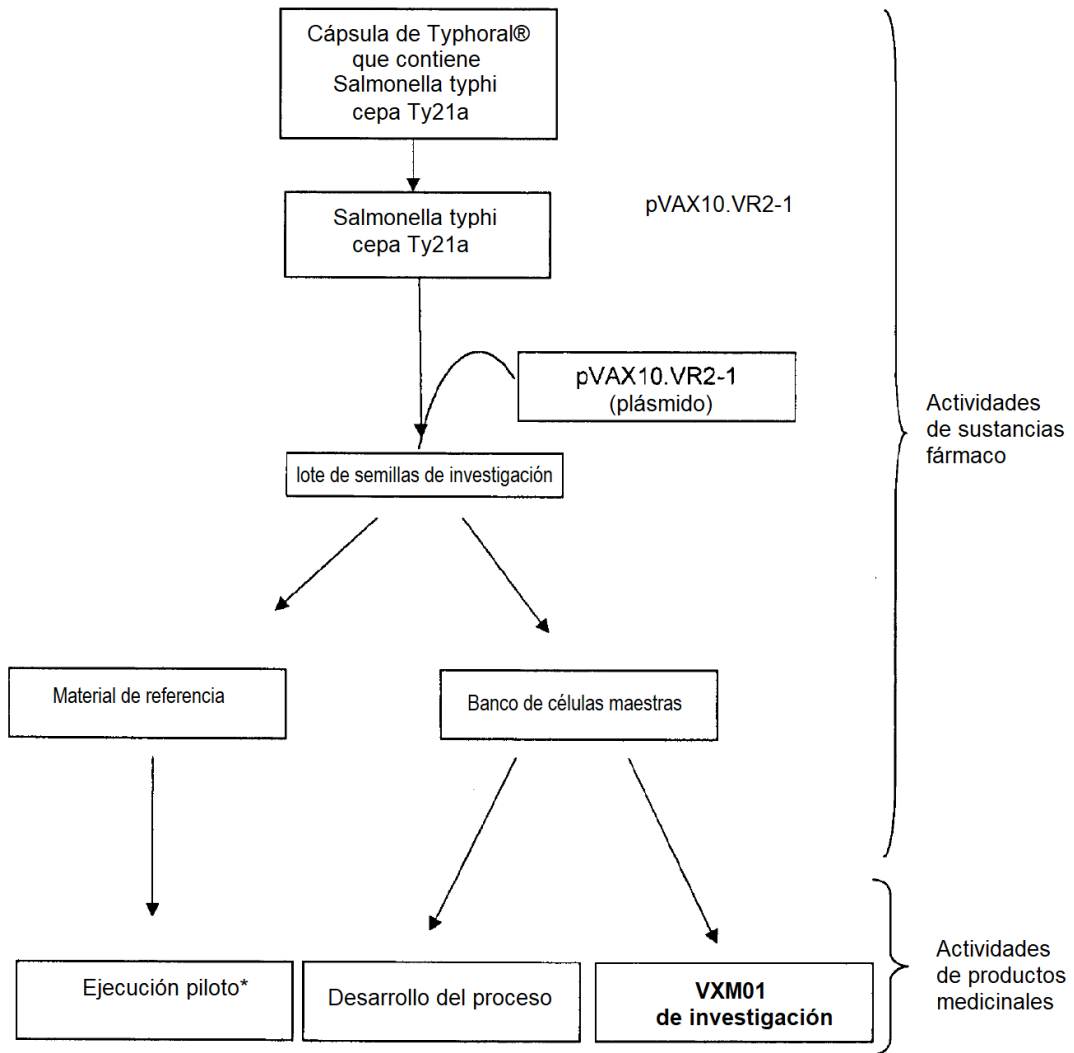 Cápsula de Typhoral®
que contiene
Salmonella typhi
cepa Ty21a
Salmonella typhi
cepa Ty21a
pVAX10.VR2-1
pVAX10.VR2-1
(plásmido)
lote de semillas de investigación
Actividades
de sustancias
fármaco
Material de referencia
Banco de células maestras
Ejecución piloto*
Desarrollo del proceso
VXM01
de investigación
Actividades
de productos
medicinales